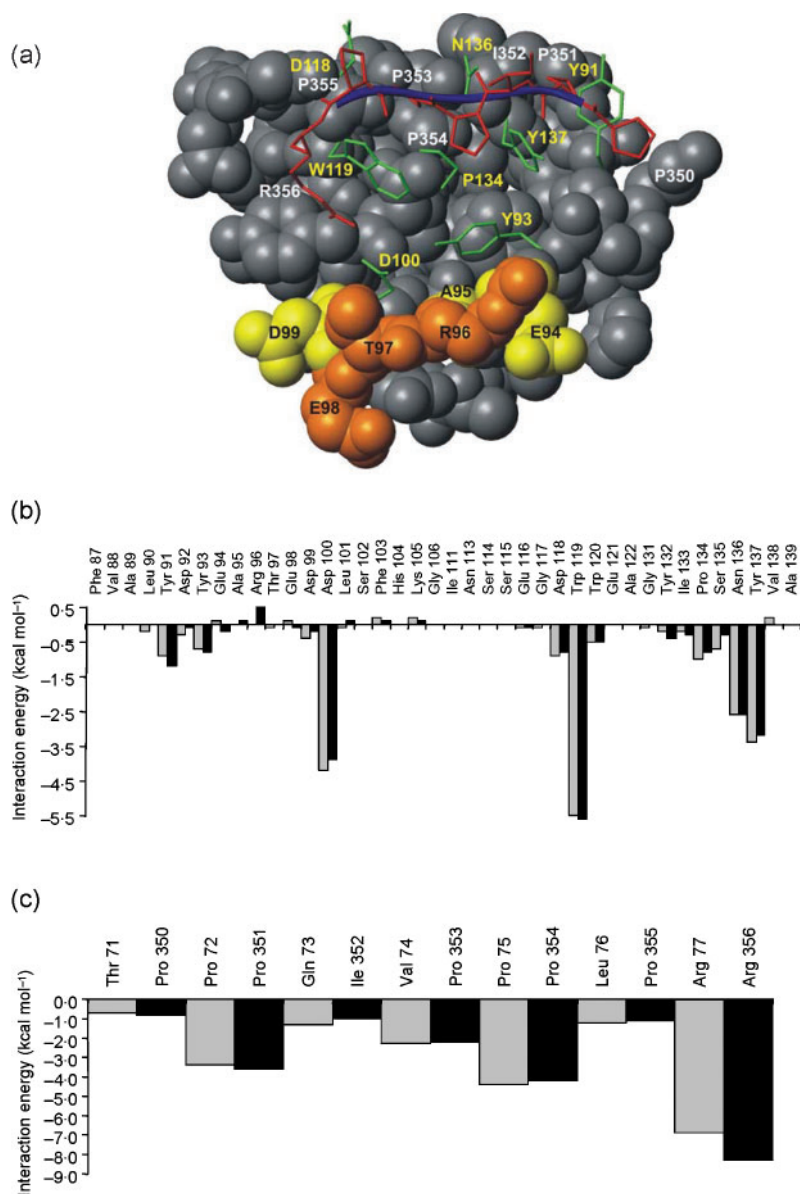 (a)
D118
P355
P353
N136
I352
P351
Y91
P354
Y137
W119
P134
P350
R356
Y93
D100
A95
D99
T97
R96
E94
E98
(b)
Phe 87
Val 88
Ala 89
Leu 90
Tyr 91
Asp 92
Tyr 93
Glu 94
Ala 95
Arg 96
Thr 97
Glu 98
Asp 99
Asp 100
Leu 101
Ser 102
Phe 103
His 104
Lys 105
Gly 106
Ile 111
Asn 113
Ser 114
Ser 115
Glu 116
Gly 117
Asp 118
Trp 119
Trp 120
Glu 121
Ala 122
Gly 131
Tyr 132
Ile 133
Pro 134
Ser 135
Asn 136
Tyr 137
Val 138
Ala 139
Interaction energy (kcal mol⁻¹)
0·5
–0·5
–1·5
–2·5
–3·5
–4·5
–5·5
(c)
Thr 71
Pro 350
Pro 72
Pro 351
Gln 73
Ile 352
Val 74
Pro 353
Pro 75
Pro 354
Leu 76
Pro 355
Arg 77
Arg 356
Interaction energy (kcal mol⁻¹)
0·0
–1·0
–2·0
–3·0
–4·0
–5·0
–6·0
–7·0
–8·0
–9·0